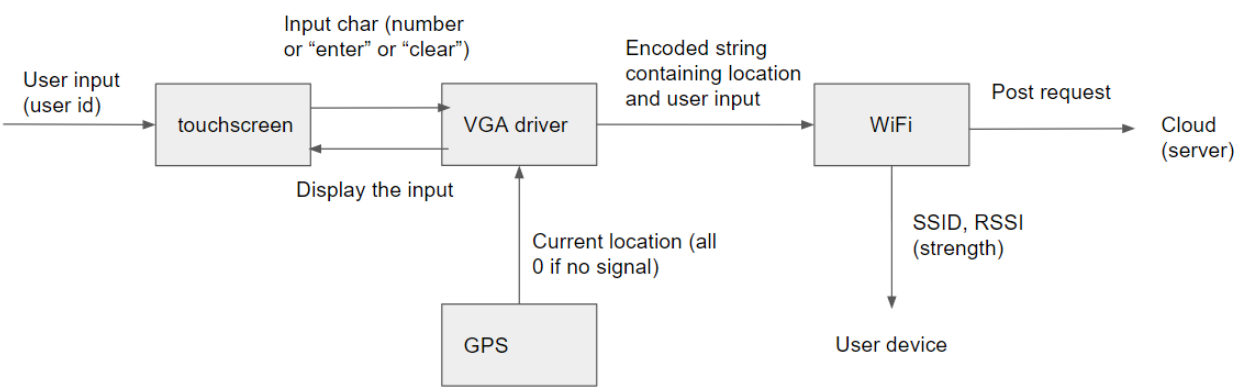 Input char (number
or “enter” or “clear”)
User input
(user id)
touchscreen
VGA driver
Encoded string
containing location
and user input
WiFi
Post request
Cloud
(server)
Display the input
Current location (all
0 if no signal)
SSID, RSSI
(strength)
GPS
User device